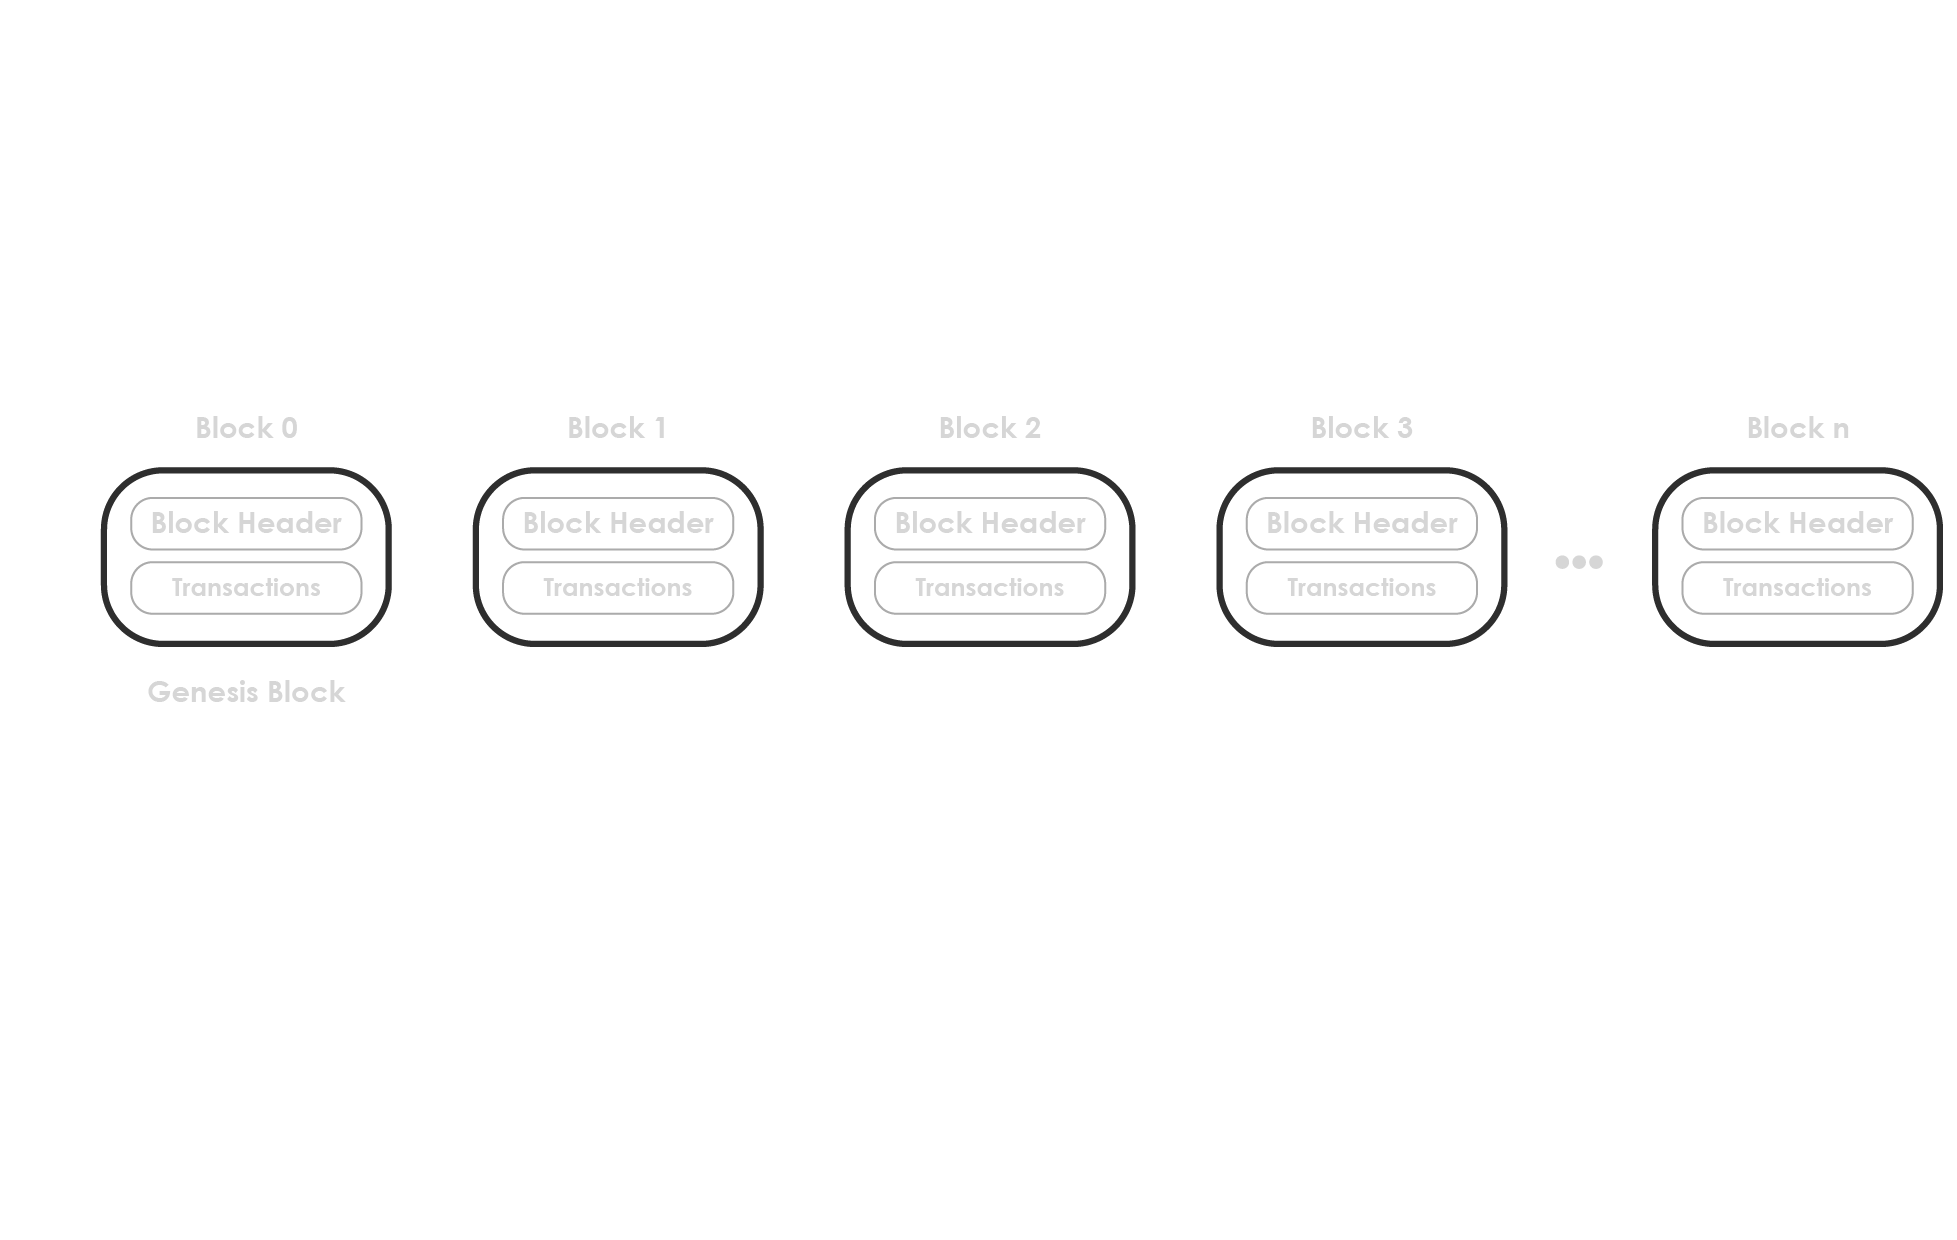 Block 0
Block 1
Block 2
Block 3
Block n
Block Header
Block Header
Block Header
Block Header
Block Header
Transactions
Transactions
Transactions
Transactions
Transactions
Genesis Block